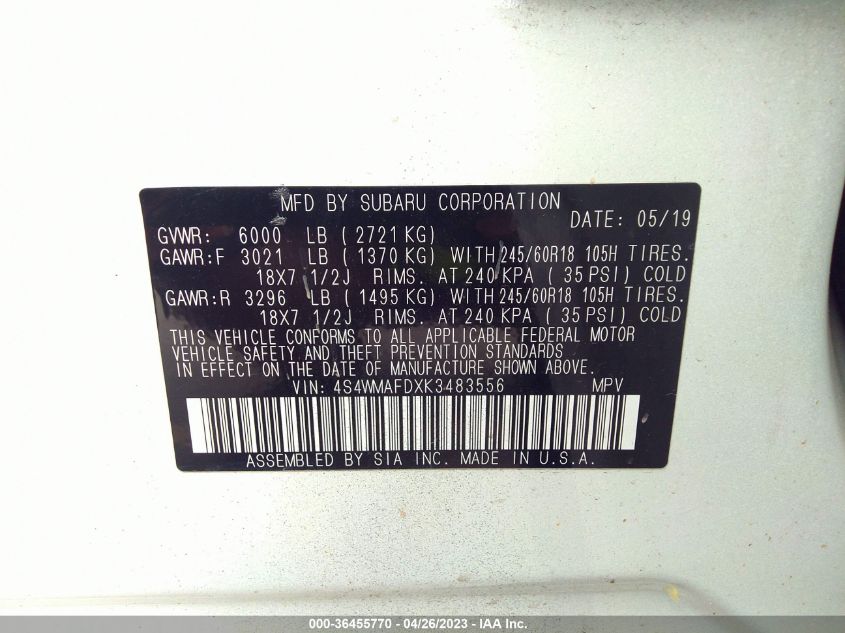 MFD BY SUBARU CORPORATION
DATE: 05/19
GVWR: 6000 LB ( 2721 KG)
GAWR:F 3021 LB ( 1370 KG) WITH 245/60R18 105H TIRES.
18X7 1/2J RIMS. AT 240 KPA ( 35 PSI) COLD
GAWR:R 3296 LB ( 1495 KG) WITH 245/60R18 105H TIRES.
18X7 1/2J RIMS. AT 240 KPA ( 35 PSI) COLD
THIS VEHICLE CONFORMS TO ALL APPLICABLE FEDERAL MOTOR
VEHICLE SAFETY AND THEFT PREVENTION STANDARDS
IN EFFECT ON THE DATE OF MANUFACTURE SHOWN ABOVE.
VIN: 4S4WMAFDXK3483556 MPV
ASSEMBLED BY SIA INC. MADE IN U.S.A.
000-36455770 - 04/26/2023 - IAA Inc.